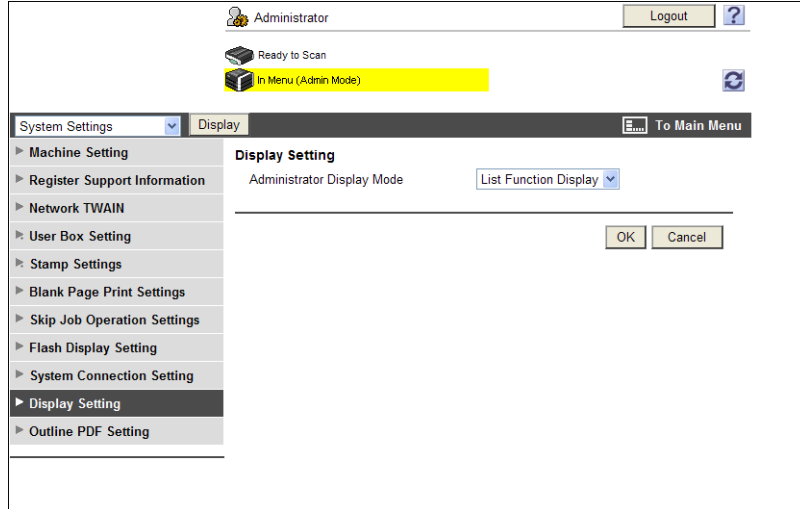 Administrator
Logout
?
Ready to Scan
In Menu (Admin Mode)
System Settings
Display
To Main Menu
Machine Setting
Register Support Information
Network TWAIN
User Box Setting
Stamp Settings
Blank Page Print Settings
Skip Job Operation Settings
Flash Display Setting
System Connection Setting
Display Setting
Outline PDF Setting
Display Setting
Administrator Display Mode
List Function Display
OK
Cancel